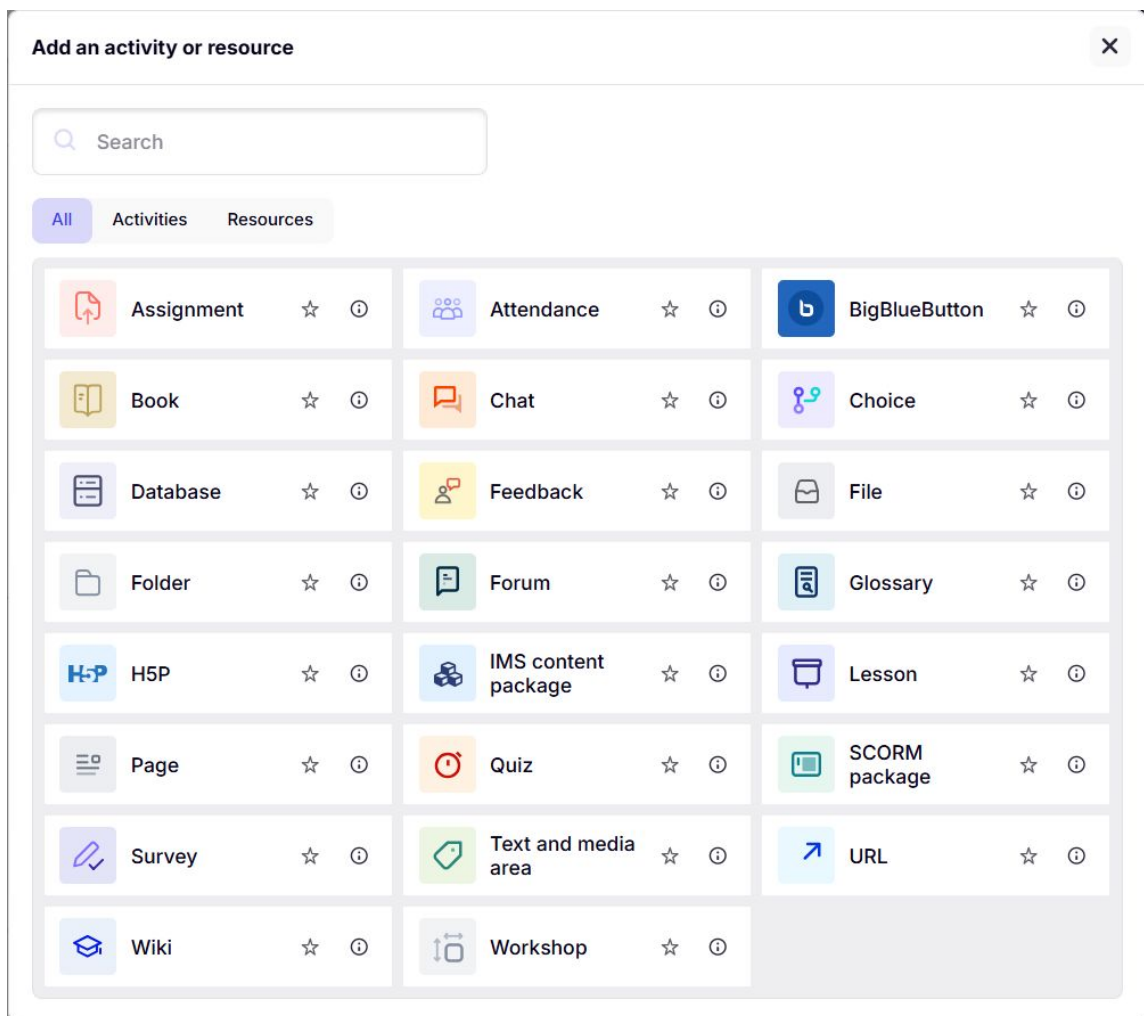 Add an activity or resource
Search
All Activities Resources
Assignment
Attendance
BigBlueButton
Book
Chat
Choice
Database
Feedback
File
Folder
Forum
Glossary
H5P H5P
IMS content
package
Lesson
Page
Quiz
SCORM
package
Survey
Text and media
area
URL
Wiki
Workshop